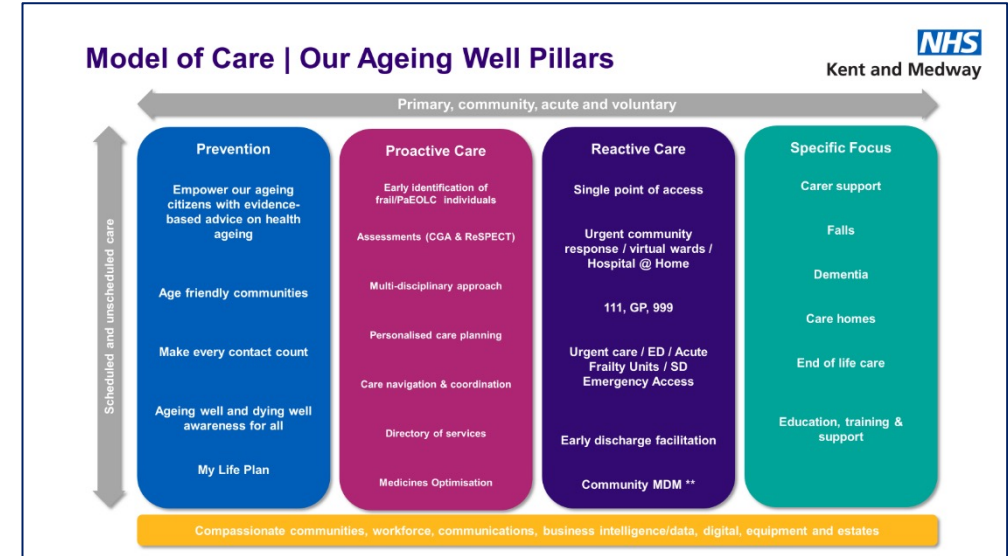 Model of Care | Our Ageing Well Pillars
NHS
Kent and Medway
Primary, community, acute and voluntary
Scheduled and unscheduled care
Prevention
Empower our ageing
citizens with evidence-
based advice on health
ageing
Age friendly communities
Make every contact count
Ageing well and dying well
awareness for all
My Life Plan
Proactive Care
Early identification of
frail/PaEOLC individuals
Assessments (CGA & ReSPECT)
Multi-disciplinary approach
Personalised care planning
Care navigation & coordination
Directory of services
Medicines Optimisation
Reactive Care
Single point of access
Urgent community
response / virtual wards /
Hospital @ Home
111, GP, 999
Urgent care / ED / Acute
Frailty Units / SD
Emergency Access
Early discharge facilitation
Community MDM **
Specific Focus
Carer support
Falls
Dementia
Care homes
End of life care
Education, training &
support
Compassionate communities, workforce, communications, business intelligence/data, digital, equipment and estates